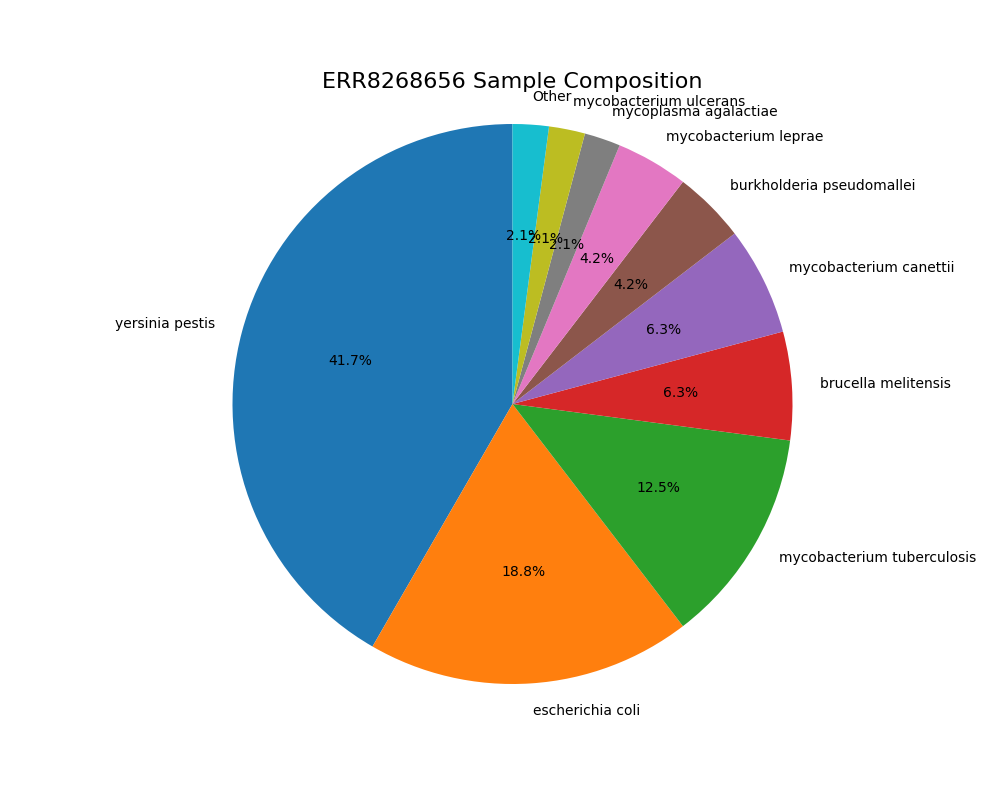 ERR8268656 Sample Composition
Other
mycobacterium ulcerans
mycoplasma agalactiae
mycobacterium leprae
burkholderia pseudomallei
mycobacterium canettii
brucella melitensis
mycobacterium tuberculosis
escherichia coli
yersinia pestis
2.1%
2.1%
2.1%
4.2%
4.2%
6.3%
6.3%
12.5%
18.8%
41.7%